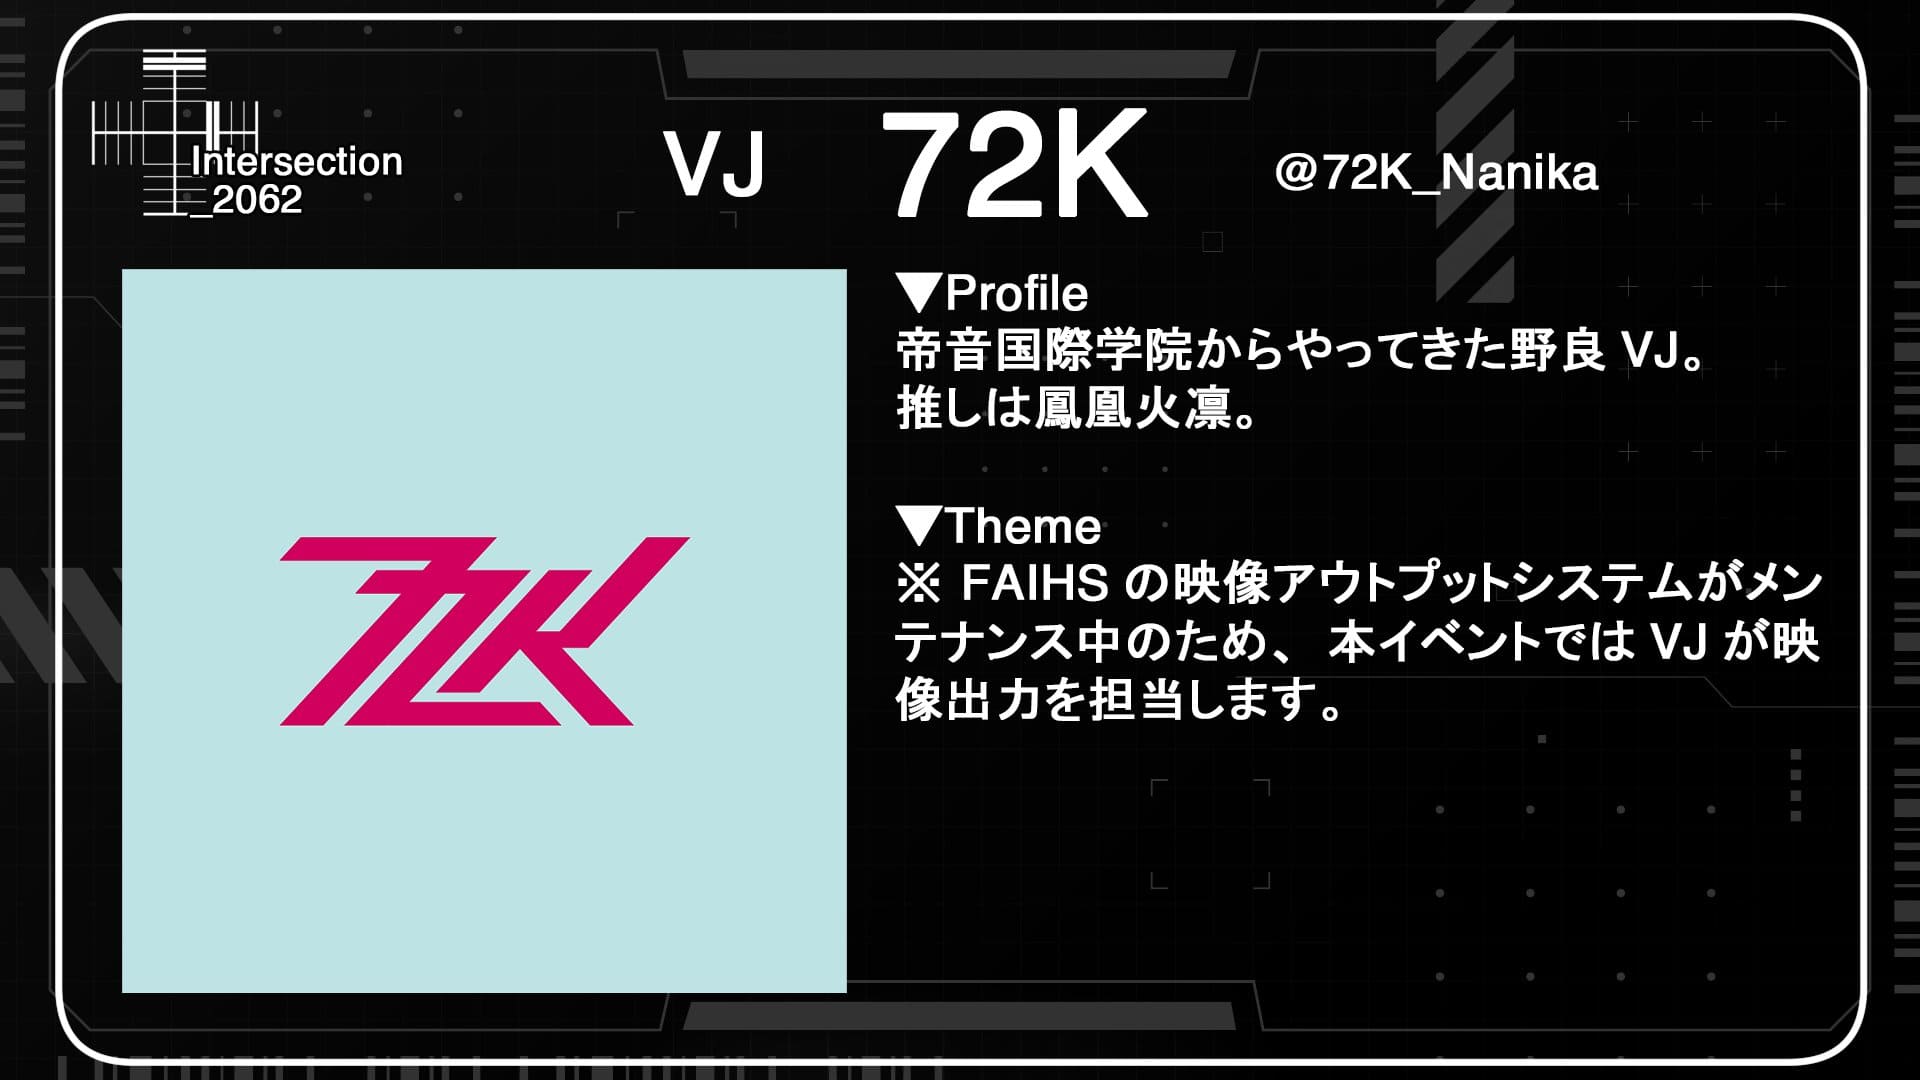 Intersection
_2062
VJ 72K @72K_Nanika
▼Profile
帝音国際学院からやってきた野良 VJ。
推しは鳳凰火凛。
▼Theme
※ FAIHS の映像アウトプットシステムがメン
テナンス中のため、 本イベントでは VJ が映
像出力を担当します。
72K